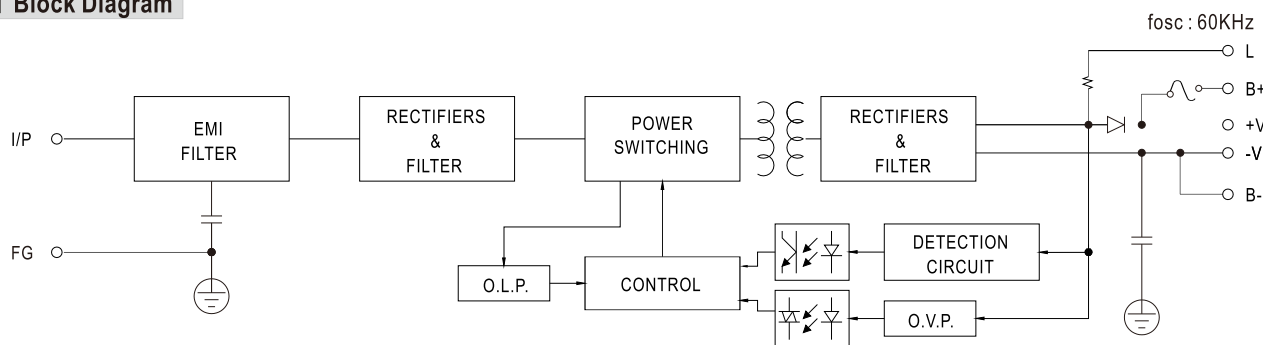 Block Diagram
fosc : 60KHz
L
B+
+V
-V
B-
I/P
EMI
FILTER
RECTIFIERS
&
FILTER
POWER
SWITCHING
RECTIFIERS
&
FILTER
FG
O.L.P.
CONTROL
DETECTION
CIRCUIT
O.V.P.